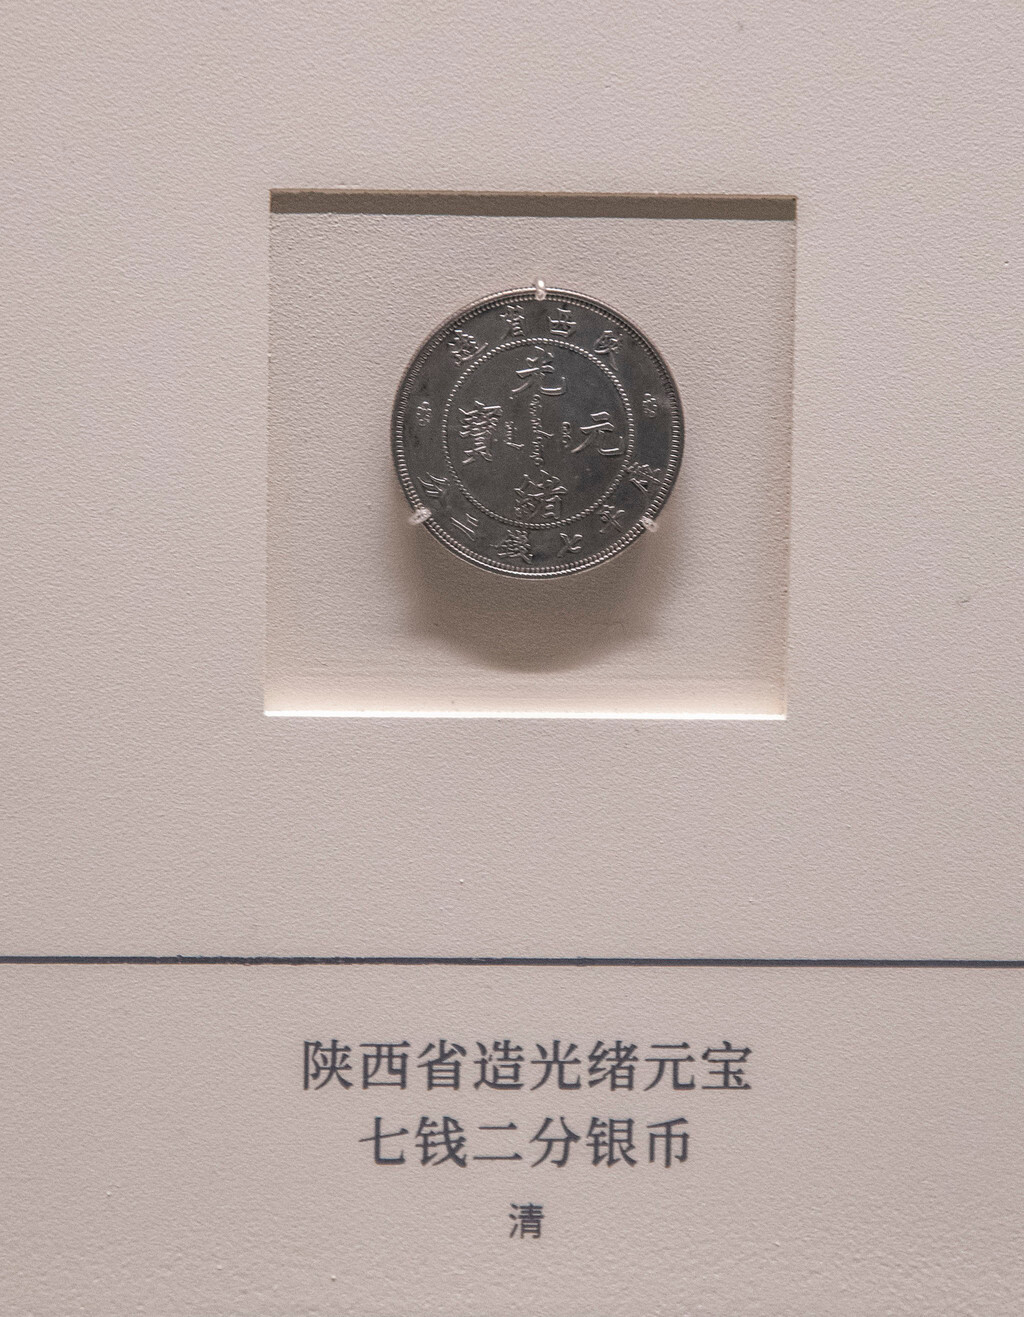 陝西省造
光緒元寶
庫平七錢二分
陕西省造光绪元宝
七钱二分银币
清